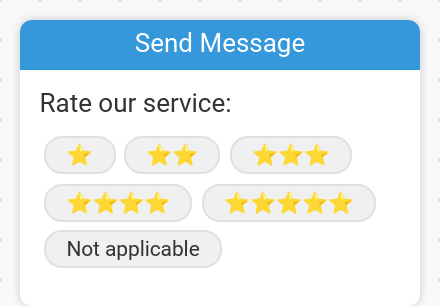 Send Message
Rate our service:
⭐ ⭐⭐ ⭐⭐⭐
⭐⭐⭐⭐ ⭐⭐⭐⭐⭐
Not applicable